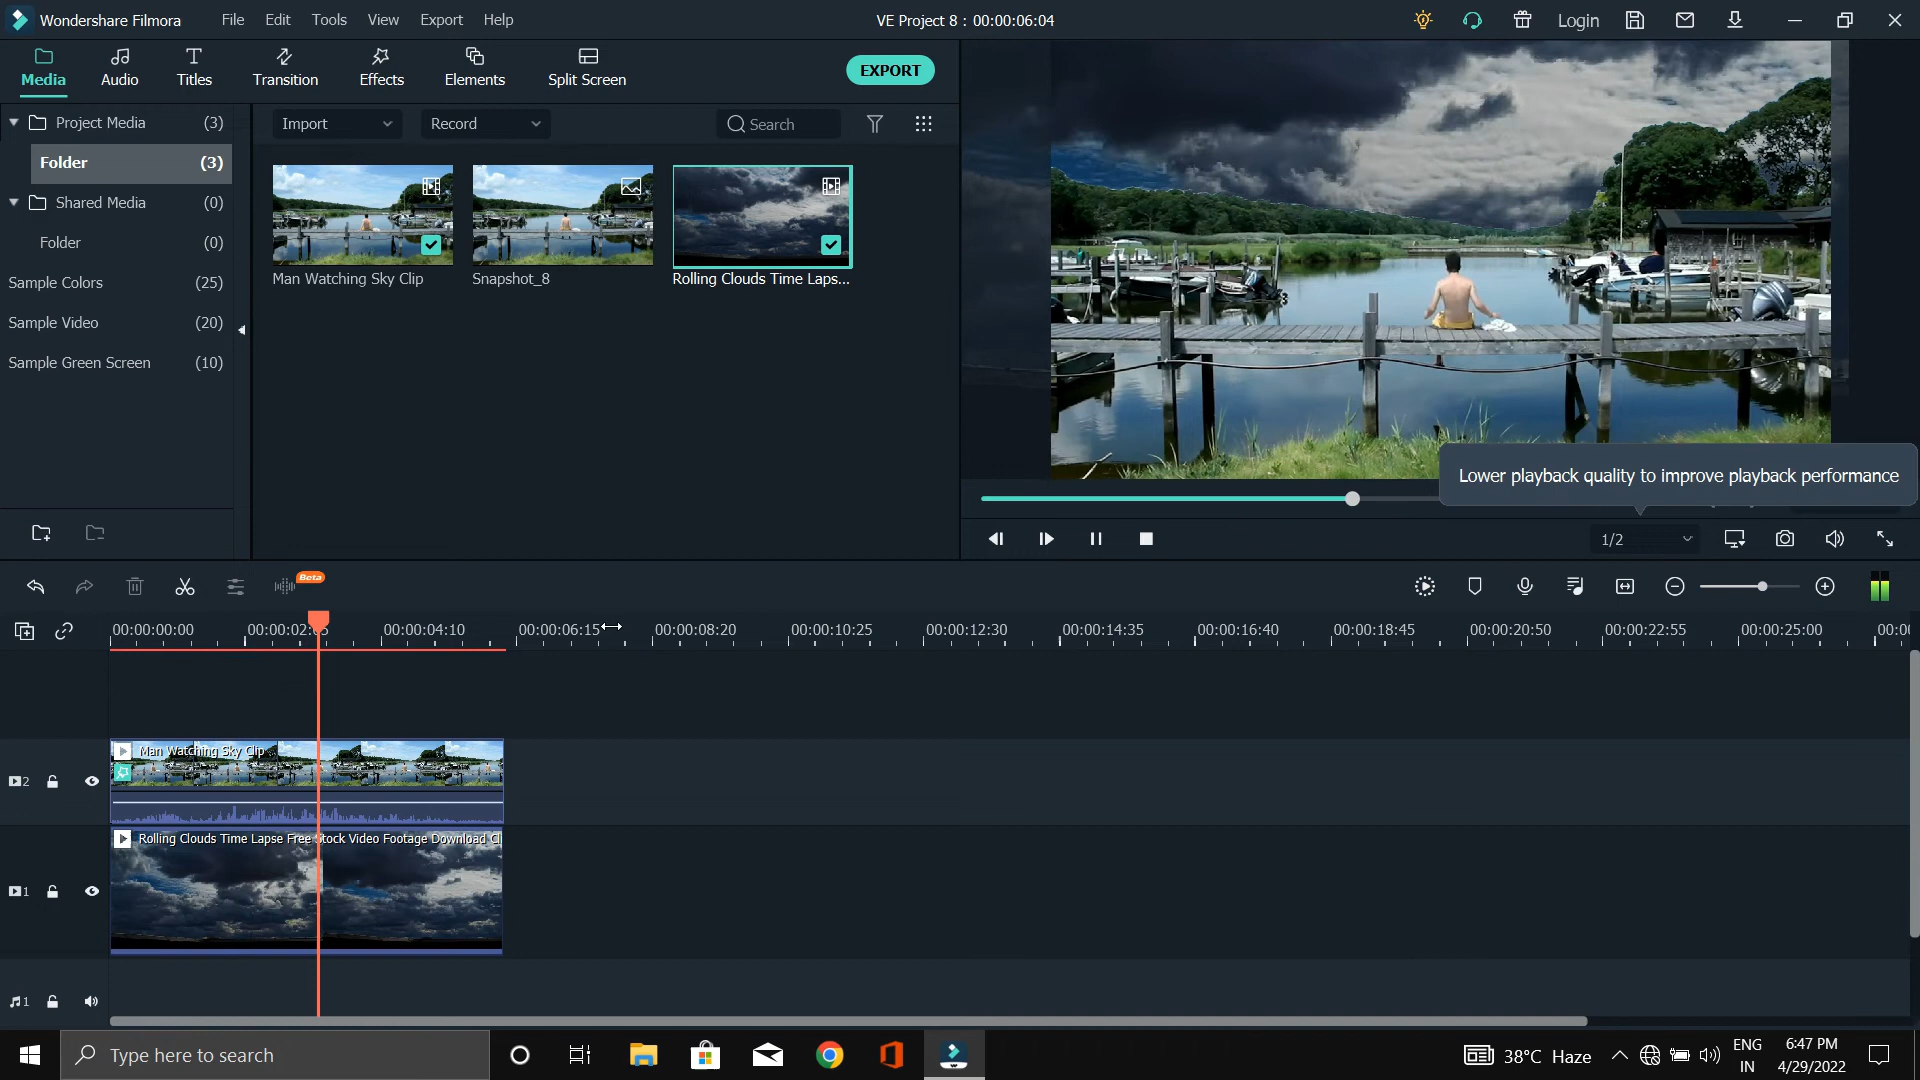 Wondershare Filmora File Edit Tools View Export Help VE Project 8 : 00:00:06:04 Login
Media Audio Titles Transition Effects Elements Split Screen EXPORT
Project Media (3)
Folder (3)
Shared Media (0)
Folder (0)
Sample Colors (25)
Sample Video (20)
Sample Green Screen (10)
Import Record Search
Man Watching Sky Clip Snapshot_8 Rolling Clouds Time Laps...
Lower playback quality to improve playback performance
1/2
Beta
00:00:00:00 00:00:02:05 00:00:04:10 00:00:06:15 00:00:08:20 00:00:10:25 00:00:12:30 00:00:14:35 00:00:16:40 00:00:18:45 00:00:20:50 00:00:22:55 00:00:25:00 00:00
Man Watching Sky Clip
2
Rolling Clouds Time Lapse Free Stock Video Footage Download Cl
1
1
Type here to search
38°C Haze
ENG
IN
6:47 PM
4/29/2022